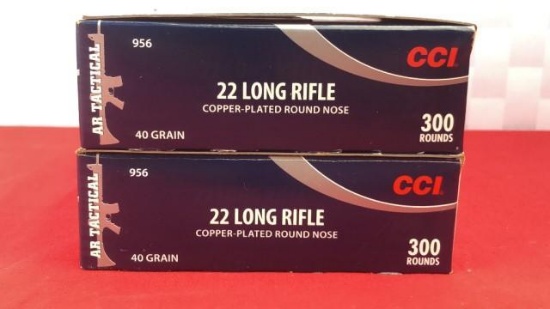 AR TACTICAL
956
CCI
22 LONG RIFLE
COPPER-PLATED ROUND NOSE
40 GRAIN
300
ROUNDS
AR TACTICAL
956
CCI
22 LONG RIFLE
COPPER-PLATED ROUND NOSE
40 GRAIN
300
ROUNDS